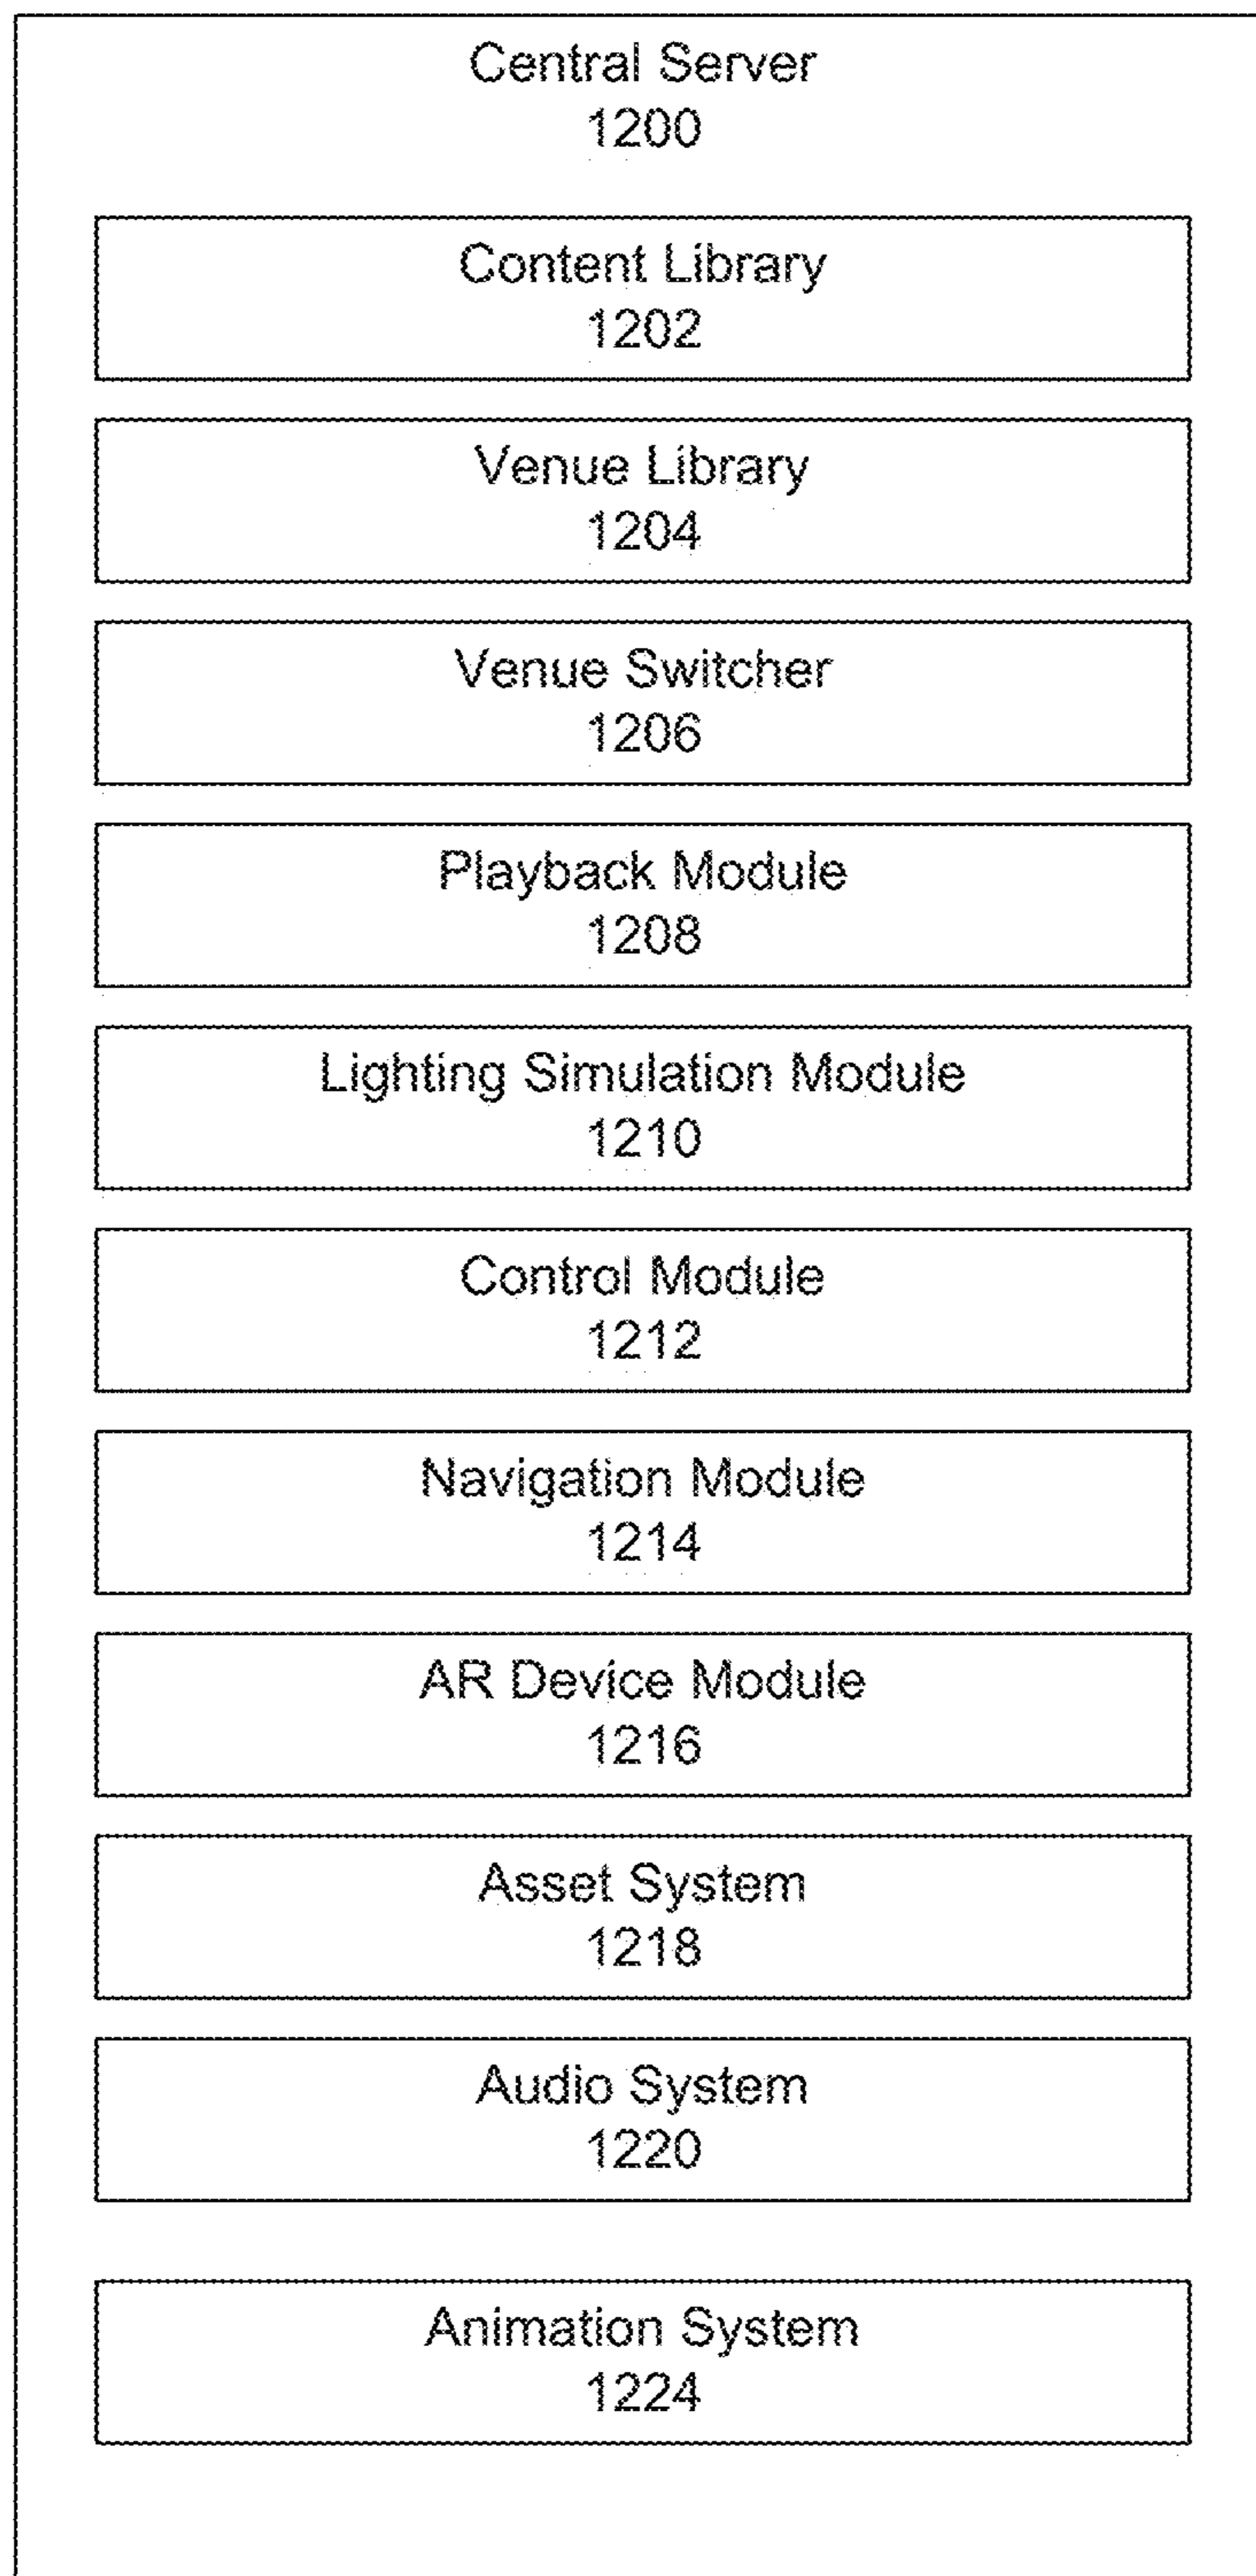 Central Server
1200
Content Library
1202
Venue Library
1204
Venue Switcher
1206
Playback Module
1208
Lighting Simulation Module
1210
Control Module
1212
Navigation Module
1214
AR Device Module
1216
Asset System
1218
Audio System
1220
Animation System
1224